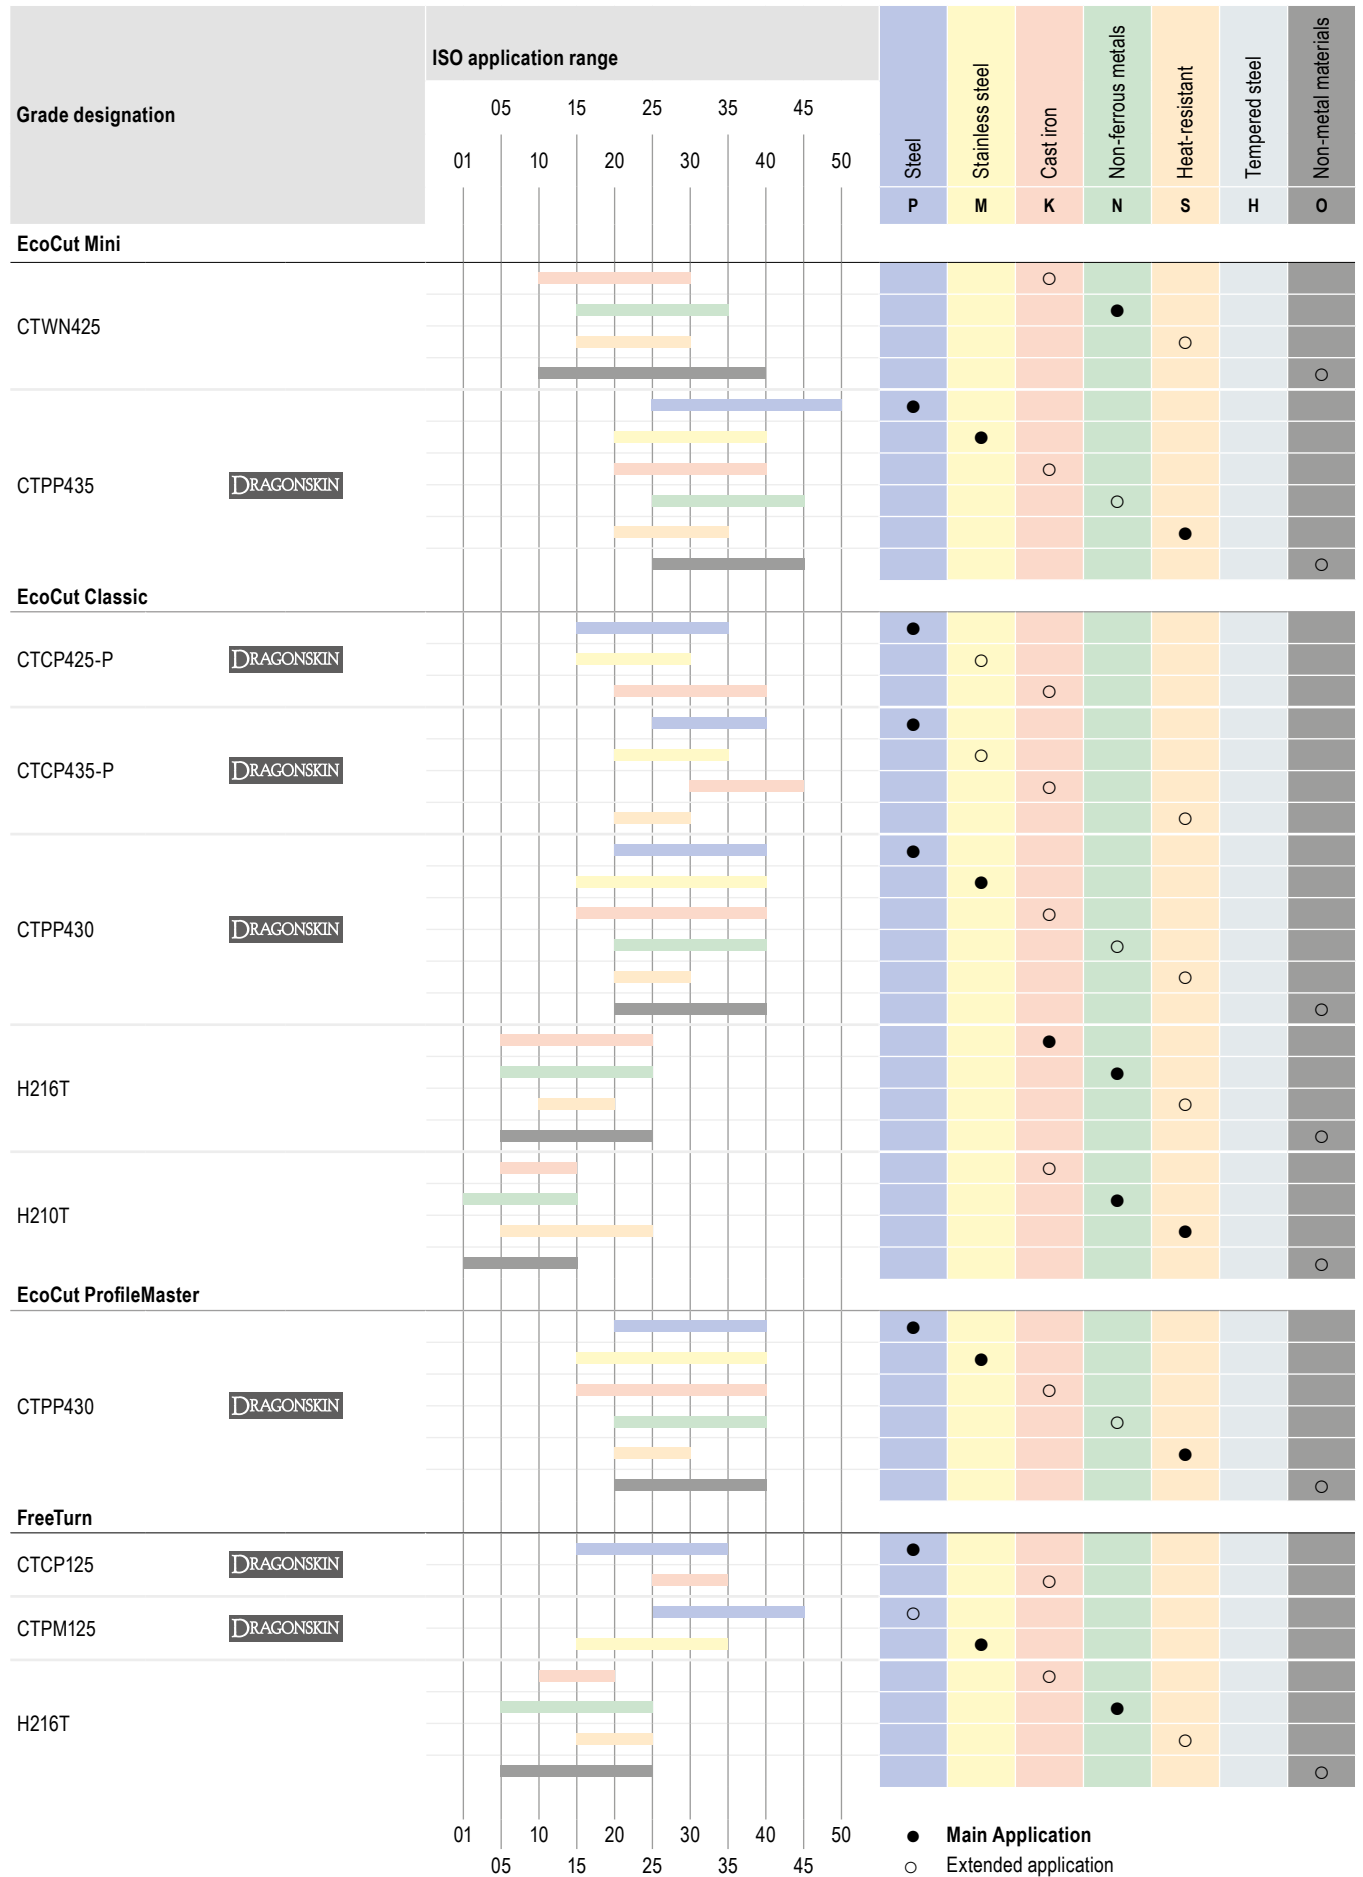 Grade designation
ISO application range
05 15 25 35 45
01 10 20 30 40 50
Steel
Stainless steel
Cast iron
Non-ferrous metals
Heat-resistant
Tempered steel
Non-metal materials
P M K N S H O
EcoCut Mini
CTWN425
CTPP435 DRAGONSKIN
EcoCut Classic
CTCP425-P DRAGONSKIN
CTCP435-P DRAGONSKIN
CTPP430 DRAGONSKIN
H216T
H210T
EcoCut ProfileMaster
CTPP430 DRAGONSKIN
FreeTurn
CTCP125 DRAGONSKIN
CTPM125 DRAGONSKIN
H216T
01 10 20 30 40 50
05 15 25 35 45
● Main Application
○ Extended application